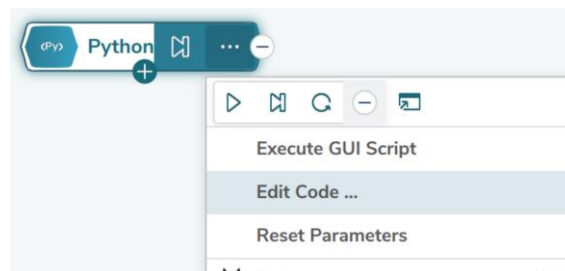 ‹Py› Python ...
Execute GUI Script
Edit Code ...
Reset Parameters